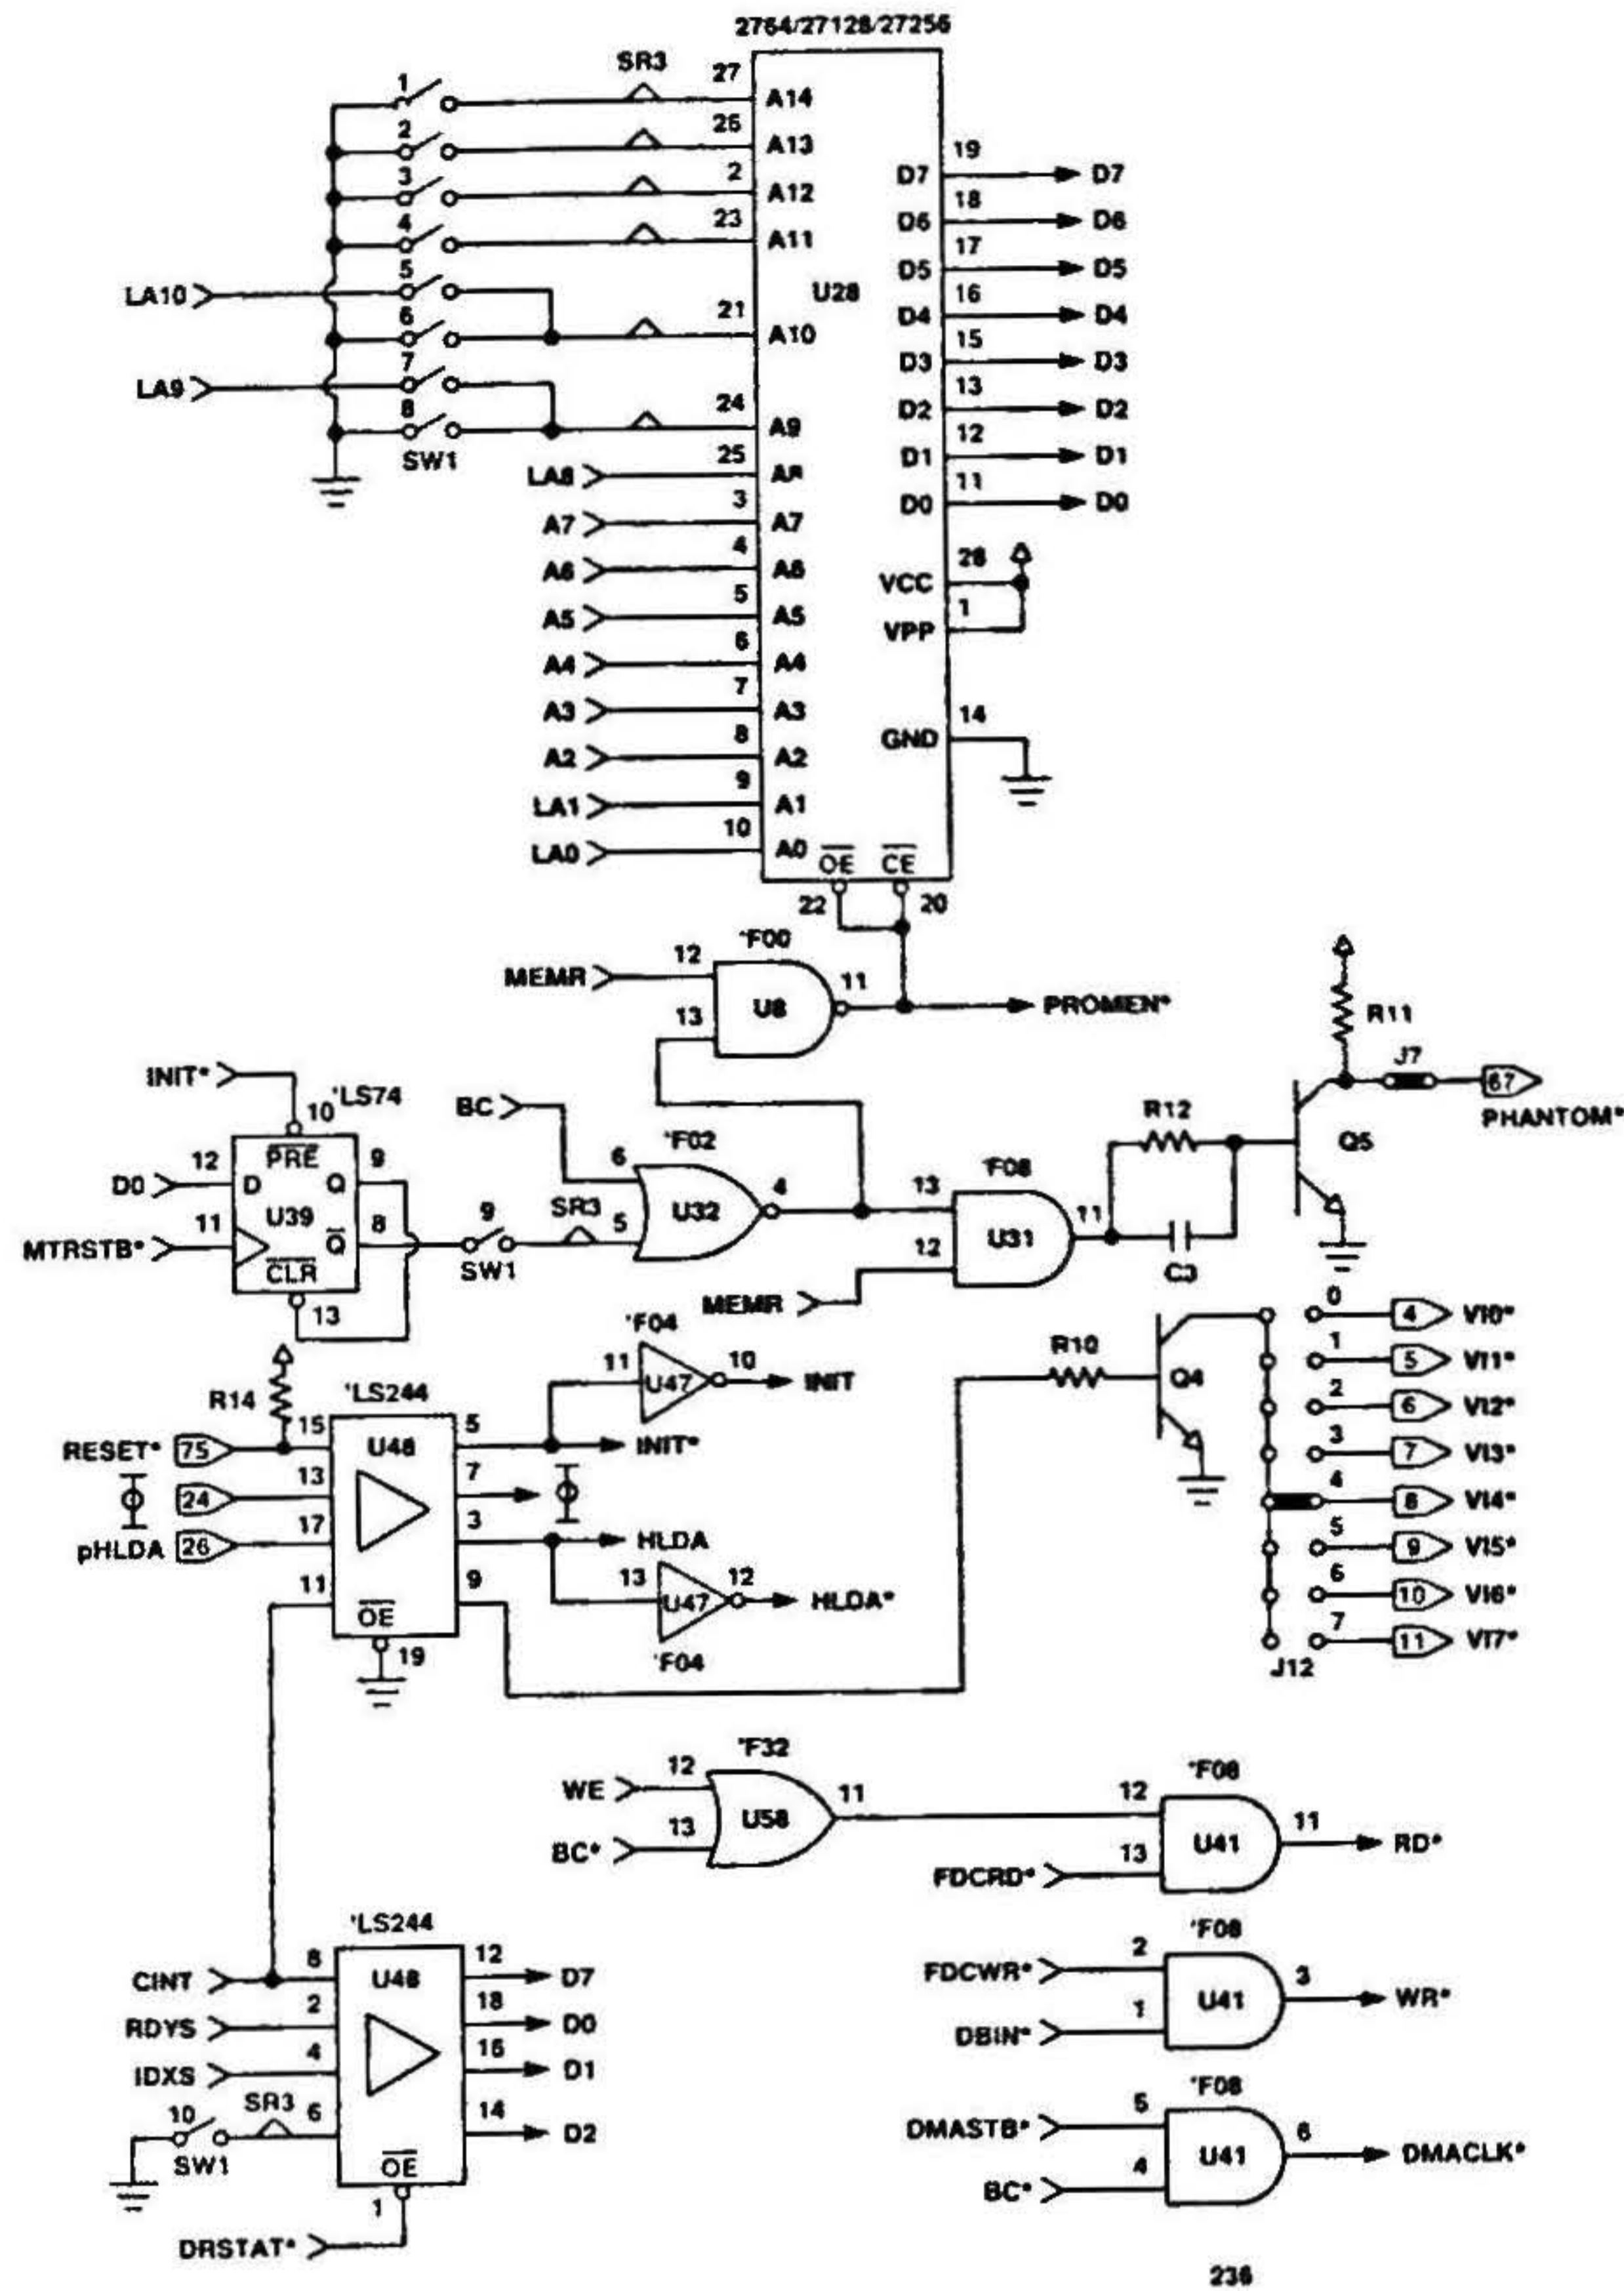 2764/27128/27256
SR3
1 27 A14
2 26 A13
3 2 A12
4 23 A11
LA10 5
6 21 A10
LA9 7
8 24 A9
SW1
LA8 25 A8
A7 3 A7
A6 4 A6
A5 5 A5
A4 6 A4
A3 7 A3
A2 8 A2
LA1 9 A1
LA0 10 A0
U28
D7 19 D7
D6 18 D6
D5 17 D5
D4 16 D4
D3 15 D3
D2 13 D2
D1 12 D1
D0 11 D0
VCC 28
VPP 1
GND 14
OE CE
22 20
'F00
MEMR 12
13 U8 11 PROMEN*
R11
J7
67
PHANTOM*
INIT* 10 'LS74
BC
'F02
R12
Q5
D0 12 D PRE Q 9
U39
MTRSTB* 11 Q 8
CLR
13
9
SW1
SR3
6
5 U32 4
'F08
13
12 U31 11
MEMR
C3
R14
'LS244
RESET* 75 15 U48 5 INIT*
'F04
11 U47 10 INIT
Φ 24 13 7 Φ
pHLDA 26 17 3 HLDA
13 U47 12 HLDA*
'F04
11 9
OE
19
R10
Q4
0 4 VI0*
1 5 VI1*
2 6 VI2*
3 7 VI3*
4 8 VI4*
5 9 VI5*
6 10 VI6*
7 11 VI7*
J12
'F32
WE 12
BC* 13 U58 11
'F08
12
FDCRD* 13 U41 11 RD*
'LS244
CINT 8 U48 12 D7
RDYS 2 18 D0
IDXS 4 16 D1
10 SR3 6 14 D2
SW1
OE
1
DRSTAT*
'F08
FDCWR* 2
DBIN* 1 U41 3 WR*
'F08
DMASTB* 5
BC* 4 U41 6 DMACLK*
236